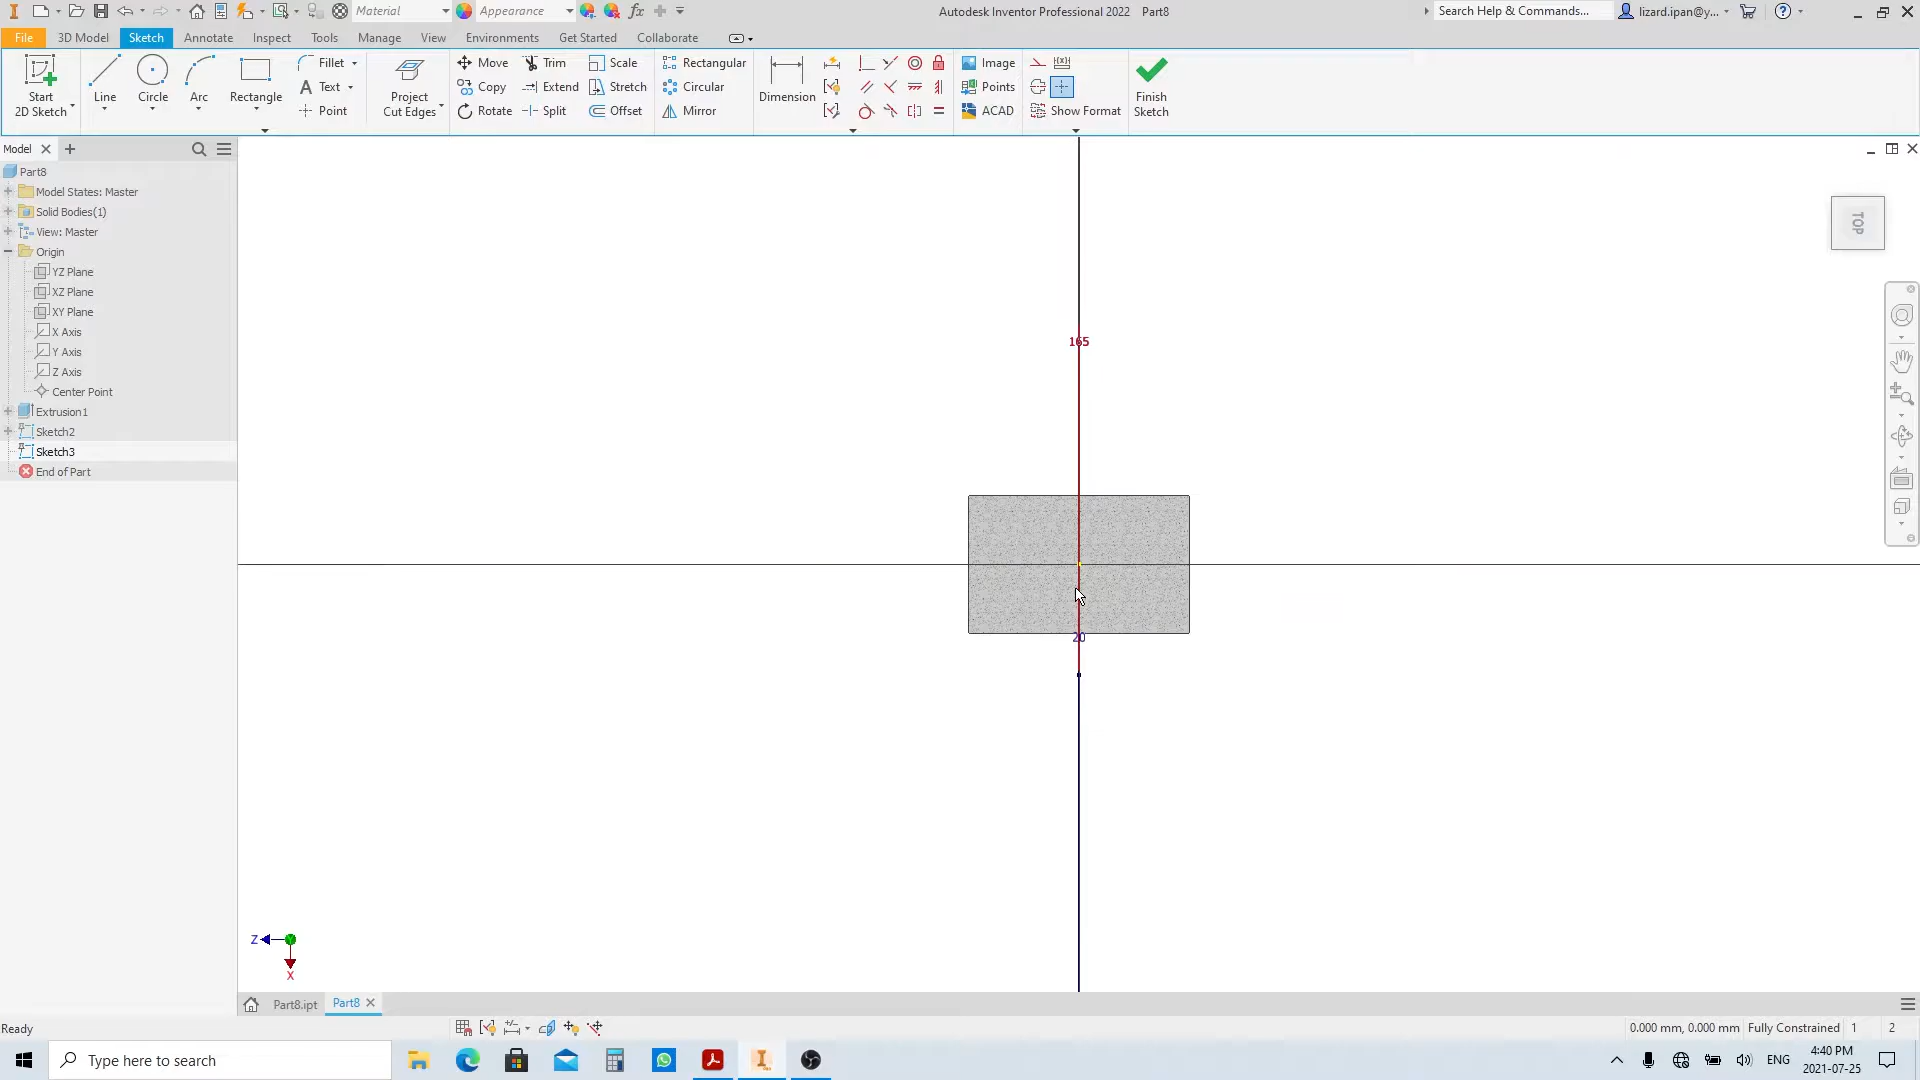 Material
Appearance
fx
Autodesk Inventor Professional 2022 Part8
Search Help & Commands...
lizard.ipan@y...
File
3D Model
Sketch
Annotate
Inspect
Tools
Manage
View
Environments
Get Started
Collaborate
Start
2D Sketch
Line
Circle
Arc
Rectangle
Fillet
Text
Point
Project
Cut Edges
Move
Copy
Rotate
Trim
Extend
Split
Scale
Stretch
Offset
Rectangular
Circular
Mirror
Dimension
Image
Points
ACAD
Show Format
Finish
Sketch
Model
Part8
Model States: Master
Solid Bodies(1)
View: Master
Origin
YZ Plane
XZ Plane
XY Plane
X Axis
Y Axis
Z Axis
Center Point
Extrusion1
Sketch2
Sketch3
End of Part
TOP
165
20
Z
X
Part8.ipt
Part8
Ready
0.000 mm, 0.000 mm
Fully Constrained
1
2
Type here to search
ENG
4:40 PM
2021-07-25